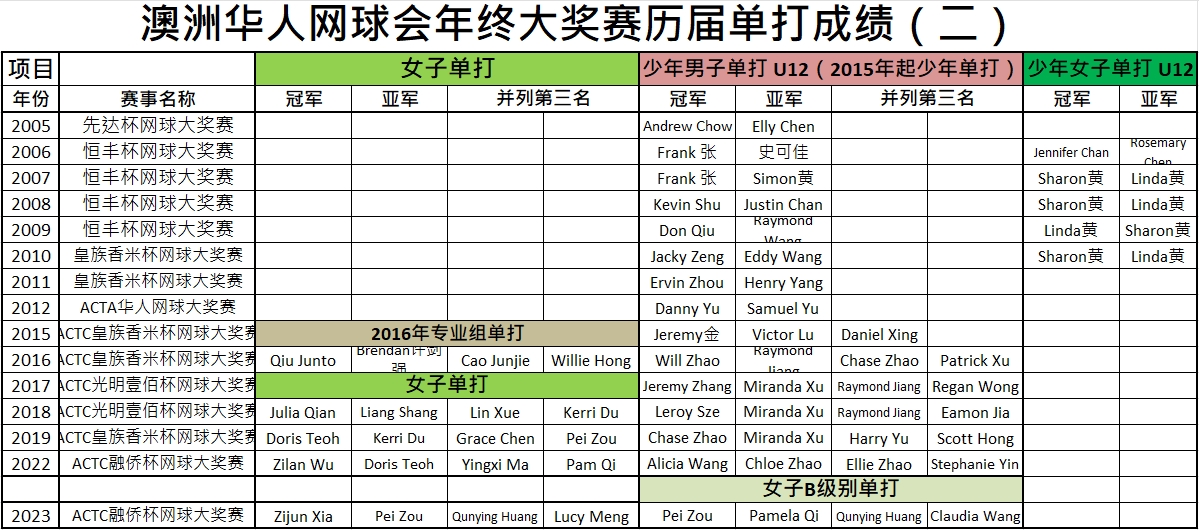 澳洲华人网球会年终大奖赛历届单打成绩（二）
项目 女子单打 少年男子单打 U12（2015年起少年单打） 少年女子单打 U12
年份 赛事名称 冠军 亚军 并列第三名 冠军 亚军 并列第三名 冠军 亚军
2005 先达杯网球大奖赛 Andrew Chow Elly Chen
2006 恒丰杯网球大奖赛 Frank 张 史可佳 Jennifer Chan Rosemary Chen
2007 恒丰杯网球大奖赛 Frank 张 Simon黄 Sharon黄 Linda黄
2008 恒丰杯网球大奖赛 Kevin Shu Justin Chan Sharon黄 Linda黄
2009 恒丰杯网球大奖赛 Don Qiu Raymond Wang Linda黄 Sharon黄
2010 皇族香米杯网球大奖赛 Jacky Zeng Eddy Wang Sharon黄 Linda黄
2011 皇族香米杯网球大奖赛 Ervin Zhou Henry Yang
2012 ACTA华人网球大奖赛 Danny Yu Samuel Yu
2015 ACTC皇族香米杯网球大奖赛 2016年专业组单打 Jeremy金 Victor Lu Daniel Xing
2016 ACTC皇族香米杯网球大奖赛 Qiu Junto Brendan许剑强 Cao Junjie Willie Hong Will Zhao Raymond Jiang Chase Zhao Patrick Xu
2017 ACTC光明壹佰杯网球大奖赛 女子单打 Jeremy Zhang Miranda Xu Raymond Jiang Regan Wong
2018 ACTC光明壹佰杯网球大奖赛 Julia Qian Liang Shang Lin Xue Kerri Du Leroy Sze Miranda Xu Raymond Jiang Eamon Jia
2019 ACTC皇族香米杯网球大奖赛 Doris Teoh Kerri Du Grace Chen Pei Zou Chase Zhao Miranda Xu Harry Yu Scott Hong
2022 ACTC融侨杯网球大奖赛 Zilan Wu Doris Teoh Yingxi Ma Pam Qi Alicia Wang Chloe Zhao Ellie Zhao Stephanie Yin
女子B级别单打
2023 ACTC融侨杯网球大奖赛 Zijun Xia Pei Zou Qunying Huang Lucy Meng Pei Zou Pamela Qi Qunying Huang Claudia Wang